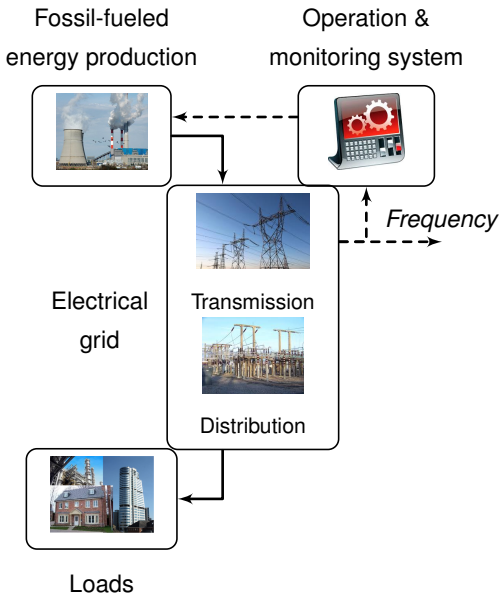 Fossil-fueled
energy production
Operation &
monitoring system
Frequency
Electrical
grid
Transmission
Distribution
Loads